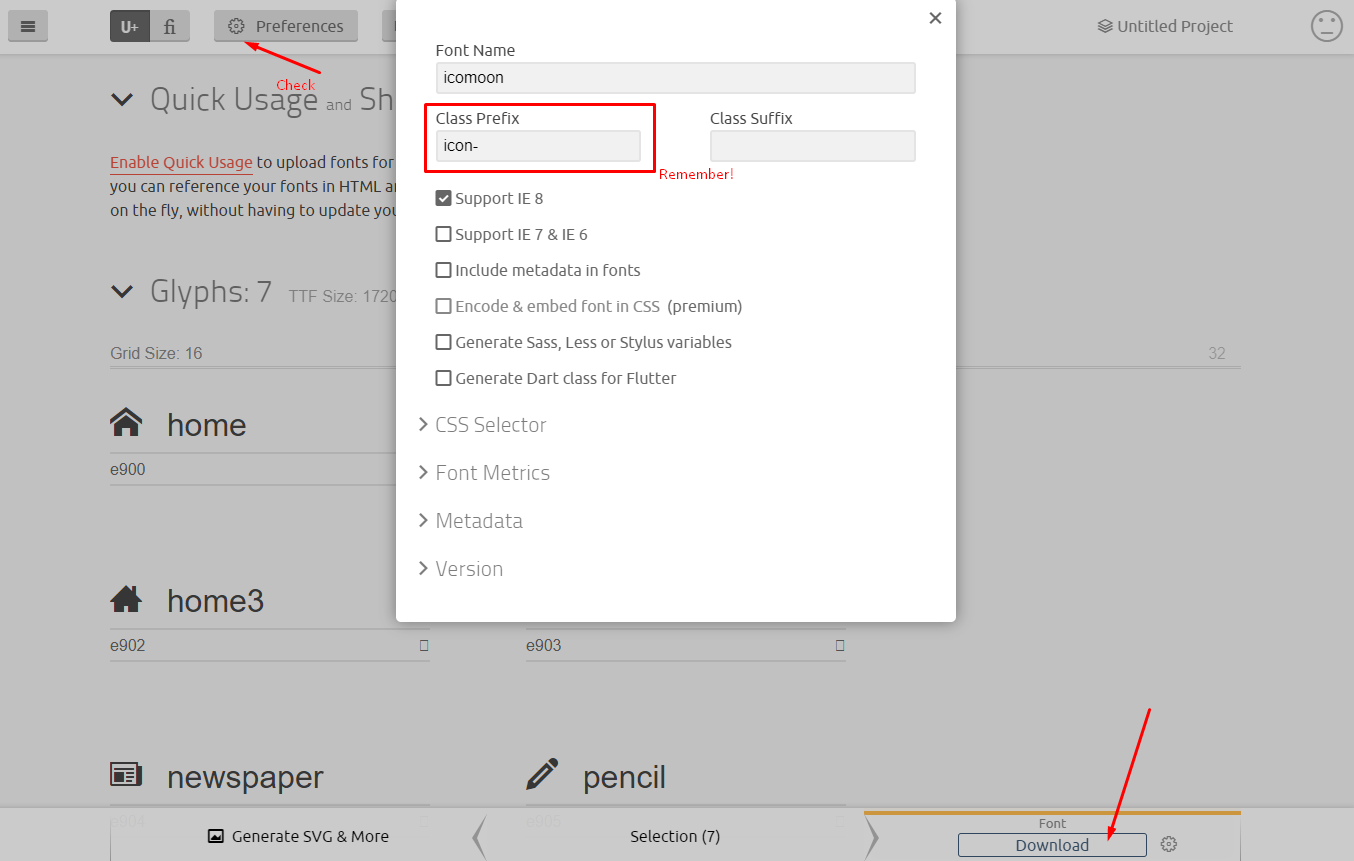 U+ fi Preferences
Untitled Project
Check
Quick Usage and Sh
Enable Quick Usage to upload fonts for
you can reference your fonts in HTML a
on the fly, without having to update you
Glyphs: 7 TTF Size: 1720
Grid Size: 16
32
home
e900
home3
e902
e903
newspaper
pencil
e904
e905
Font Name
icomoon
Class Prefix
icon-
Class Suffix
Remember!
Support IE 8
Support IE 7 & IE 6
Include metadata in fonts
Encode & embed font in CSS (premium)
Generate Sass, Less or Stylus variables
Generate Dart class for Flutter
CSS Selector
Font Metrics
Metadata
Version
Generate SVG & More
Selection (7)
Font
Download